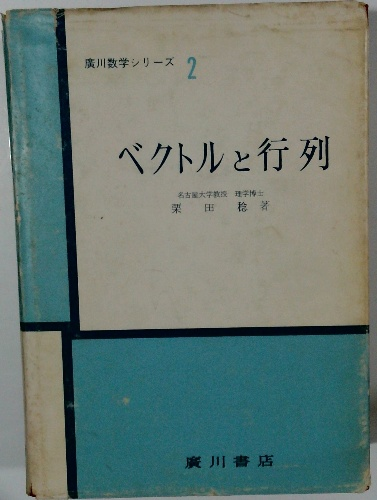 廣川数学シリーズ 2
ベクトルと行列
名古屋大学教授 理学博士
栗田 稔 著
廣川書店